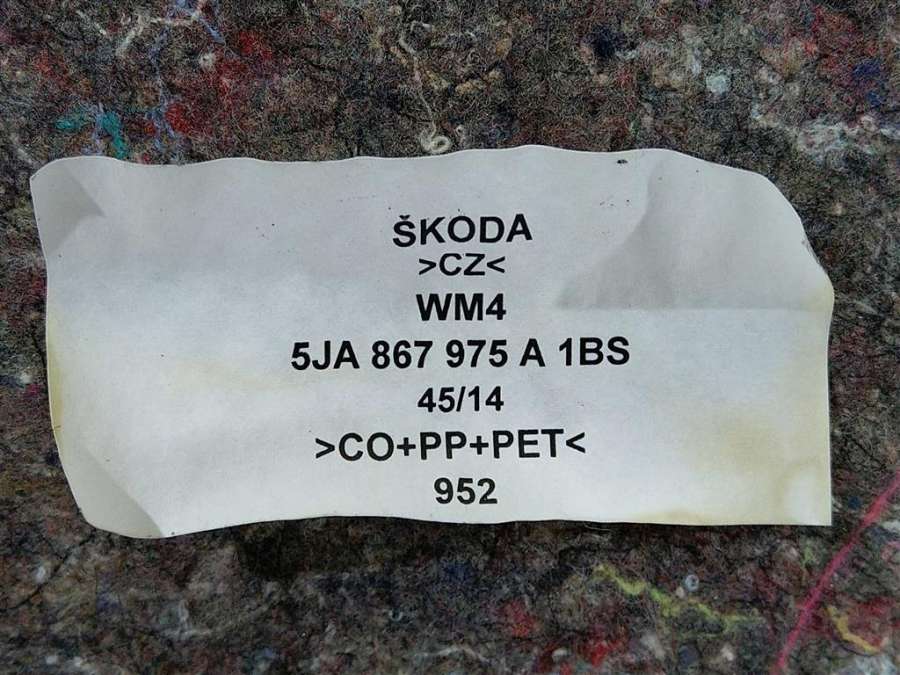 ŠKODA
>CZ<
WM4
5JA 867 975 A 1BS
45/14
>CO+PP+PET<
952